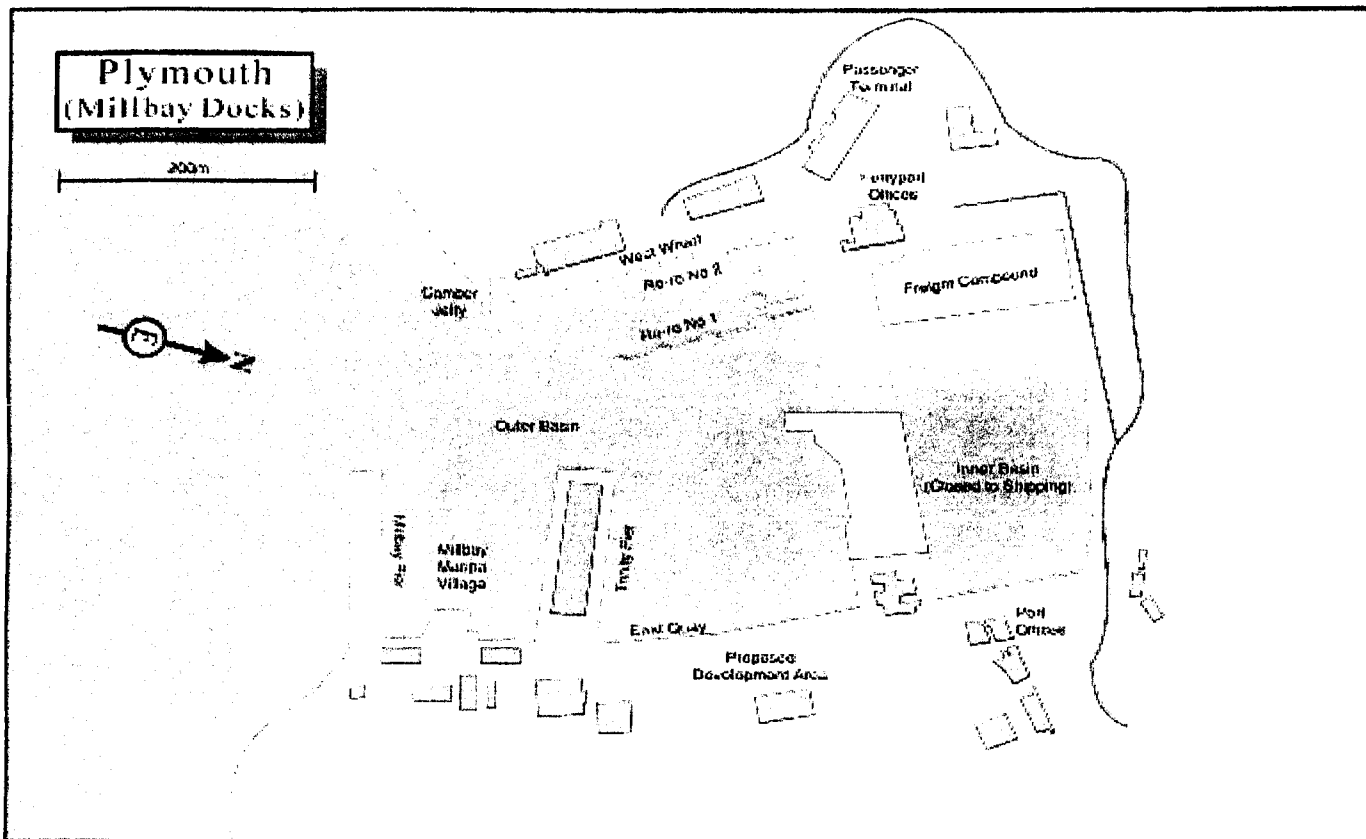 Plymouth
(Millbay Docks)
200m
Passenger
Terminal
Ferryport
Offices
West Wharf
Ro-ro No 2
Ro-ro No 1
Freight Compound
Camber
Jetty
N
Outer Basin
Inner Basin
(Closed to Shipping)
Millbay Pier
Millbay
Marina
Village
Trinity Pier
East Quay
Port
Offices
Proposed
Development Area